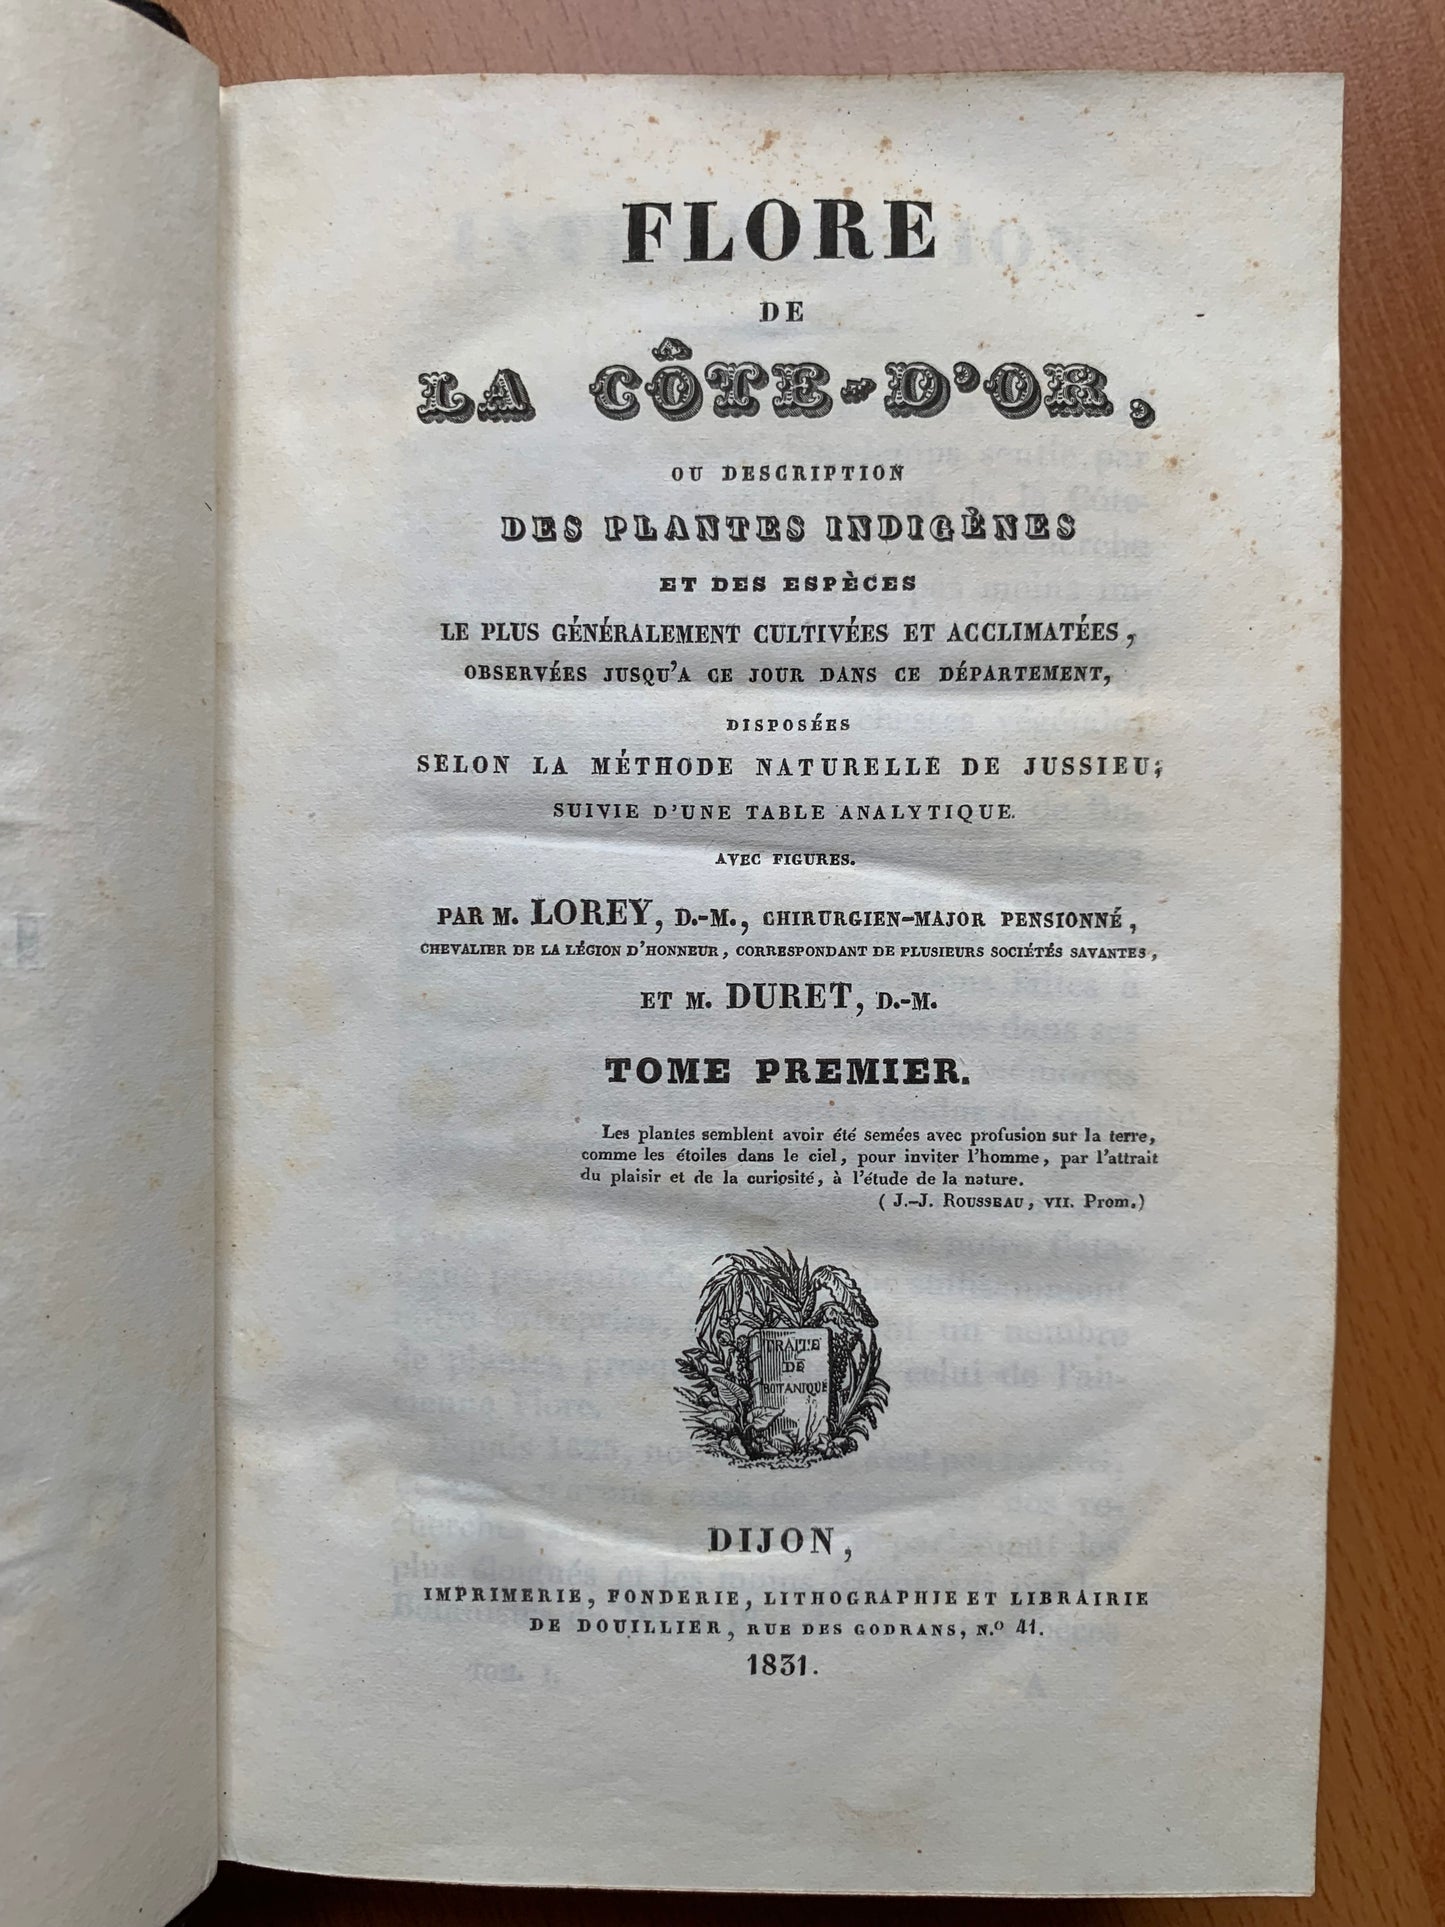 FLORE
DE
LA CÔTE-D'OR,
OU DESCRIPTION
DES PLANTES INDIGÈNES
ET DES ESPÈCES
LE PLUS GÉNÉRALEMENT CULTIVÉES ET ACCLIMATÉES,
OBSERVÉES JUSQU'A CE JOUR DANS CE DÉPARTEMENT,
DISPOSÉES
SELON LA MÉTHODE NATURELLE DE JUSSIEU;
SUIVIE D'UNE TABLE ANALYTIQUE.
AVEC FIGURES.
PAR M. LOREY, D.-M., CHIRURGIEN-MAJOR PENSIONNÉ,
CHEVALIER DE LA LÉGION D'HONNEUR, CORRESPONDANT DE PLUSIEURS SOCIÉTÉS SAVANTES,
ET M. DURET, D.-M.
TOME PREMIER.
Les plantes semblent avoir été semées avec profusion sur la terre,
comme les étoiles dans le ciel, pour inviter l'homme, par l'attrait
du plaisir et de la curiosité, à l'étude de la nature.
(J.-J. ROUSSEAU, VII. Prom.)
TRAITE
DE
BOTANIQUE
DIJON,
IMPRIMERIE, FONDERIE, LITHOGRAPHIE ET LIBRAIRIE
DE DOUILLIER, RUE DES GODRANS, N.º 41.
1831.